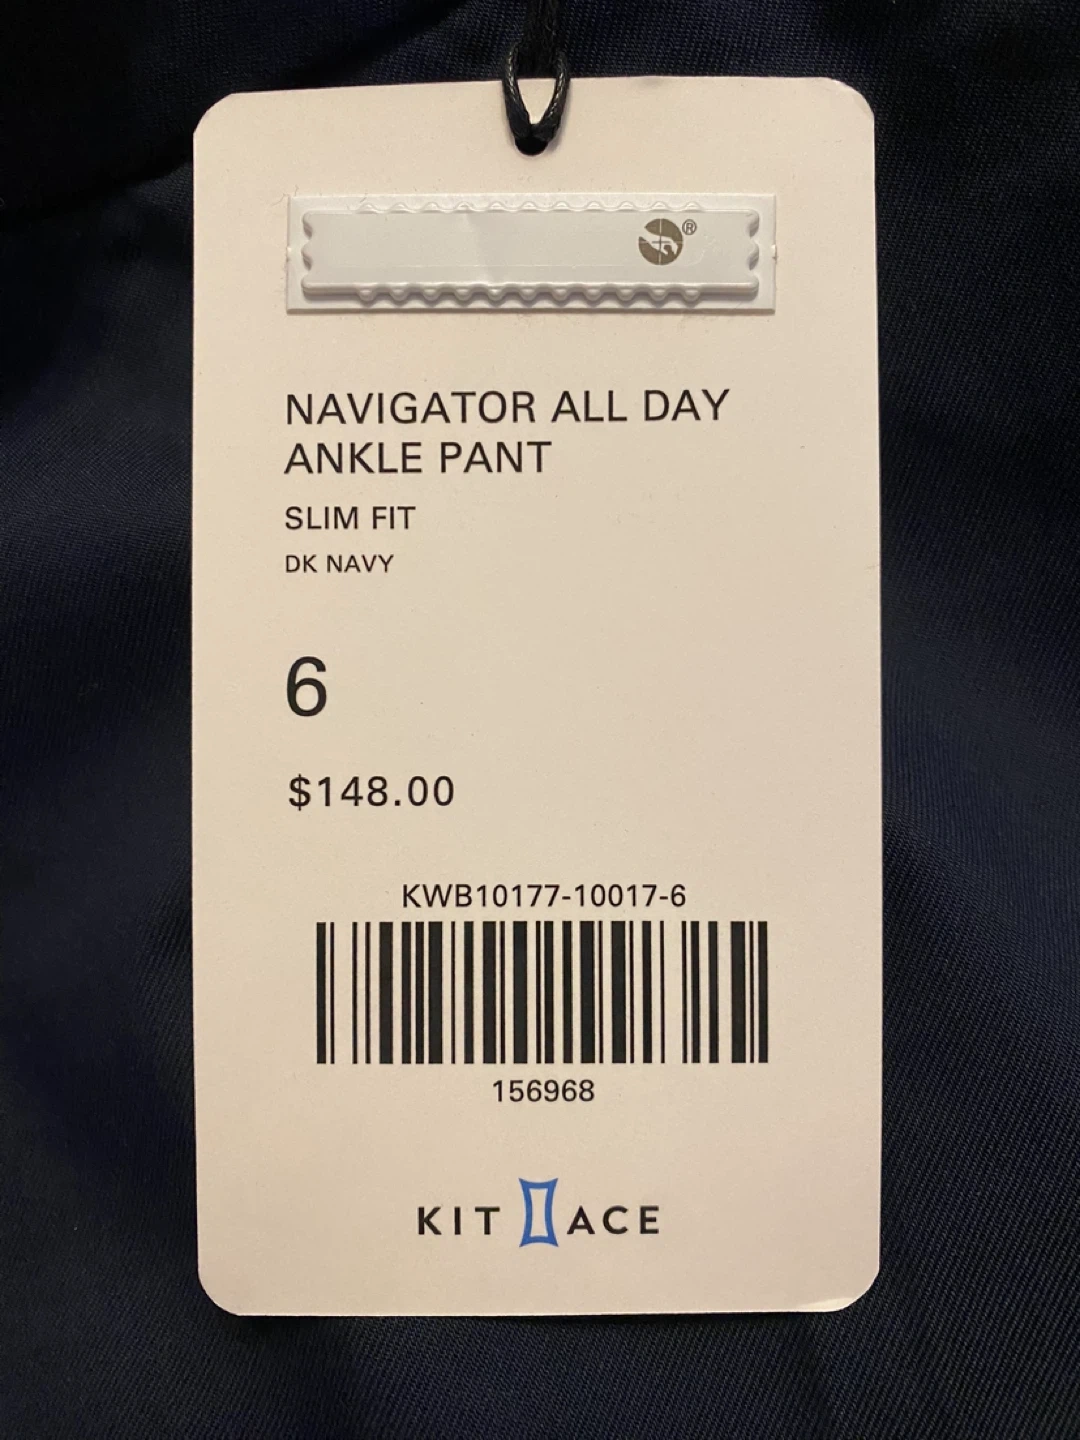 ®
NAVIGATOR ALL DAY
ANKLE PANT
SLIM FIT
DK NAVY
6
$148.00
KWB10177-10017-6
156968
KIT ACE